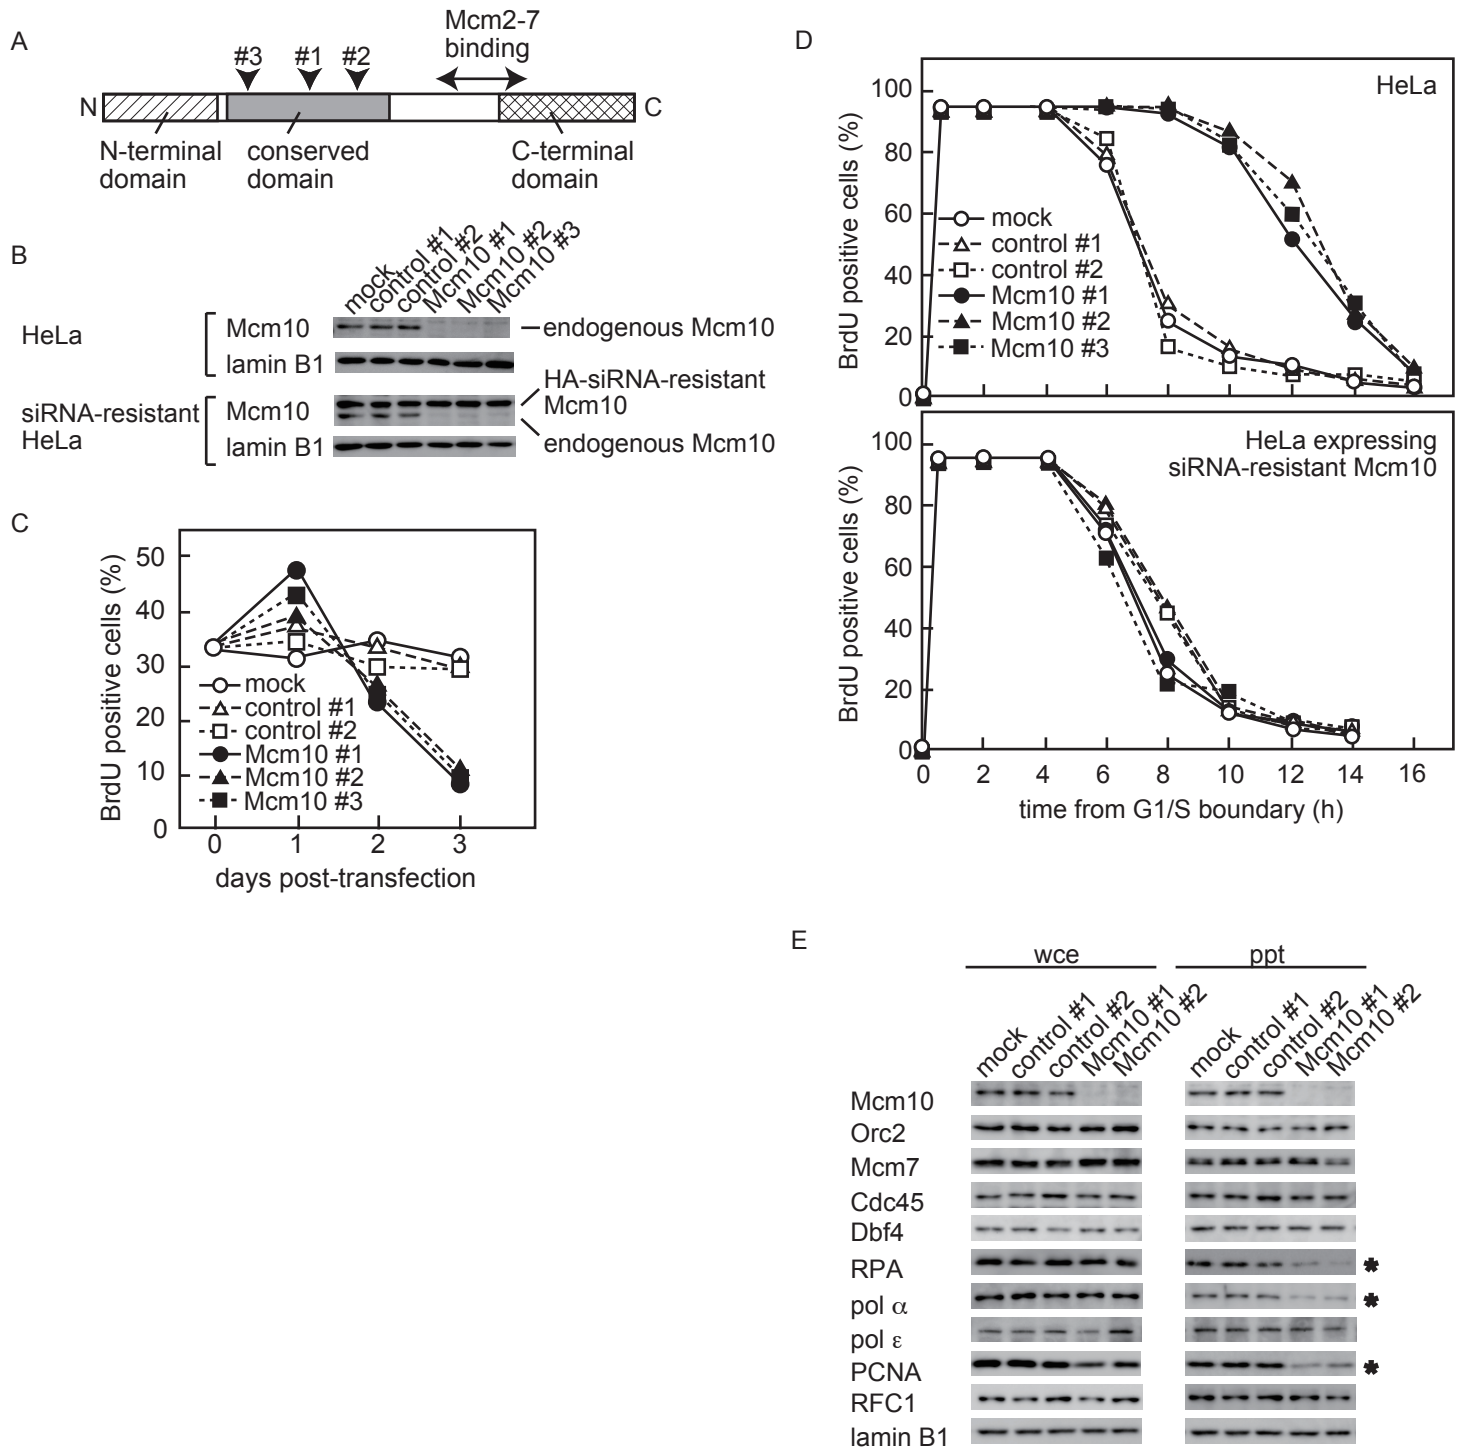 A
Mcm2-7
binding
#3
#1
#2
N
C
N-terminal
domain
conserved
domain
C-terminal
domain
B
mock
control #1
control #2
Mcm10 #1
Mcm10 #2
Mcm10 #3
HeLa
Mcm10
endogenous Mcm10
lamin B1
siRNA-resistant
HeLa
Mcm10
HA-siRNA-resistant
Mcm10
lamin B1
endogenous Mcm10
C
BrdU positive cells (%)
50
40
30
20
10
0
mock
control #1
control #2
Mcm10 #1
Mcm10 #2
Mcm10 #3
0 1 2 3
days post-transfection
D
HeLa
BrdU positive cells (%)
100
80
60
40
20
0
mock
control #1
control #2
Mcm10 #1
Mcm10 #2
Mcm10 #3
HeLa expressing
siRNA-resistant Mcm10
BrdU positive cells (%)
100
80
60
40
20
0
0 2 4 6 8 10 12 14 16
time from G1/S boundary (h)
E
wce
ppt
mock
control #1
control #2
Mcm10 #1
Mcm10 #2
mock
control #1
control #2
Mcm10 #1
Mcm10 #2
Mcm10
Orc2
Mcm7
Cdc45
Dbf4
RPA *
pol α *
pol ε
PCNA *
RFC1
lamin B1